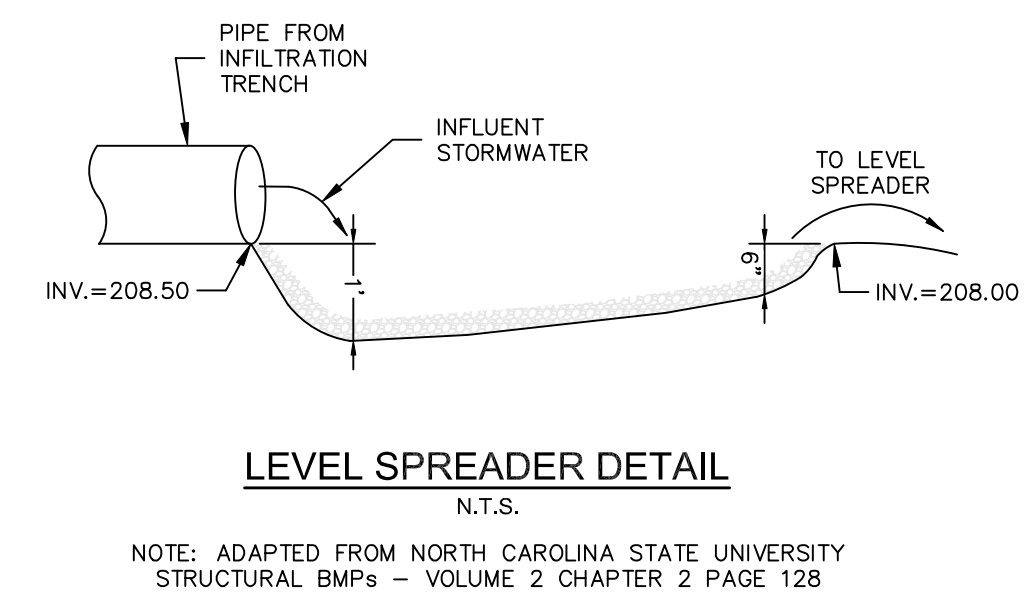 PIPE FROM
INFILTRATION
TRENCH
INFLUENT
STORMWATER
TO LEVEL
SPREADER
INV.=208.50
1'
6"
INV.=208.00
LEVEL SPREADER DETAIL
N.T.S.
NOTE: ADAPTED FROM NORTH CAROLINA STATE UNIVERSITY
STRUCTURAL BMPs – VOLUME 2 CHAPTER 2 PAGE 128